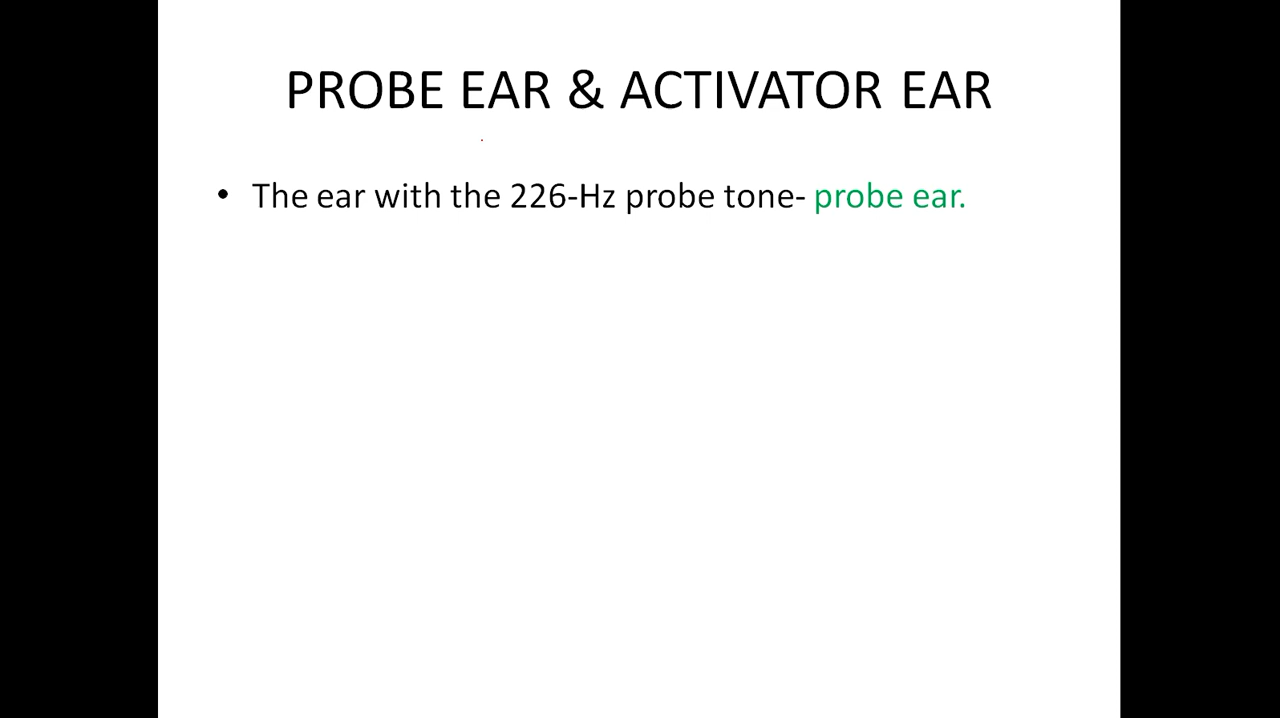 PROBE EAR & ACTIVATOR EAR
• The ear with the 226-Hz probe tone- probe ear.